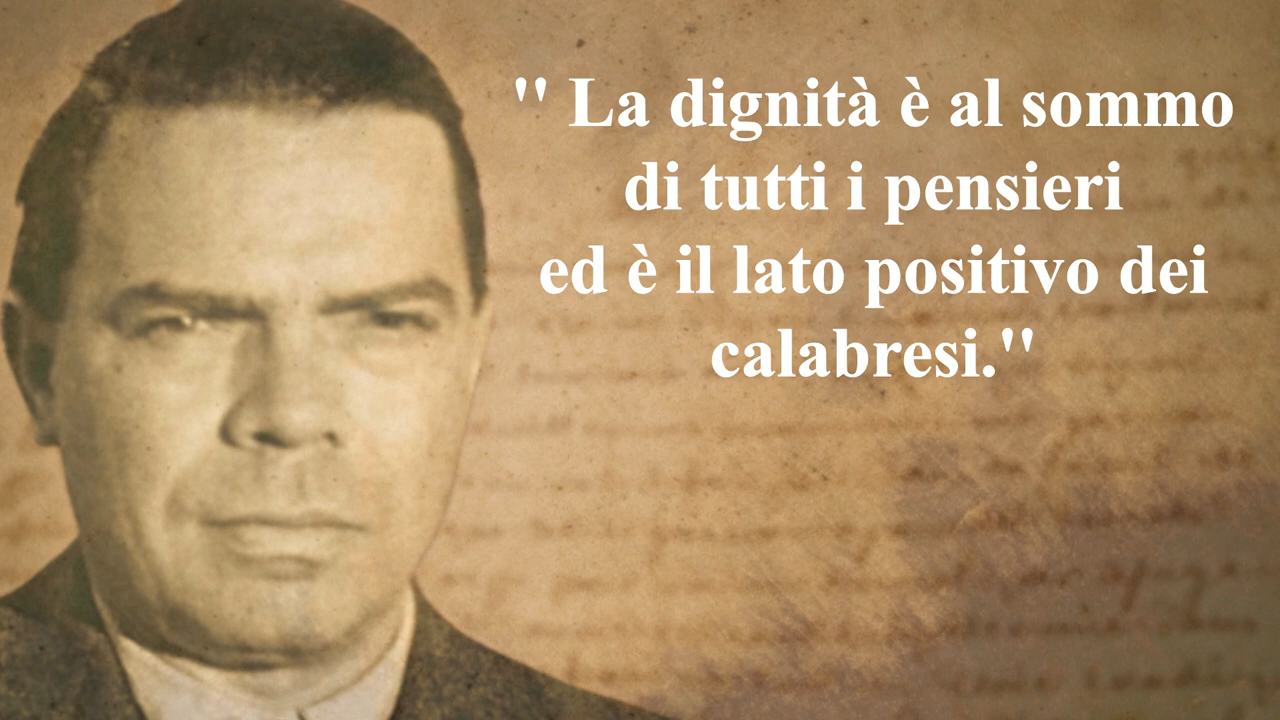 " La dignità è al sommo
di tutti i pensieri
ed è il lato positivo dei
calabresi."